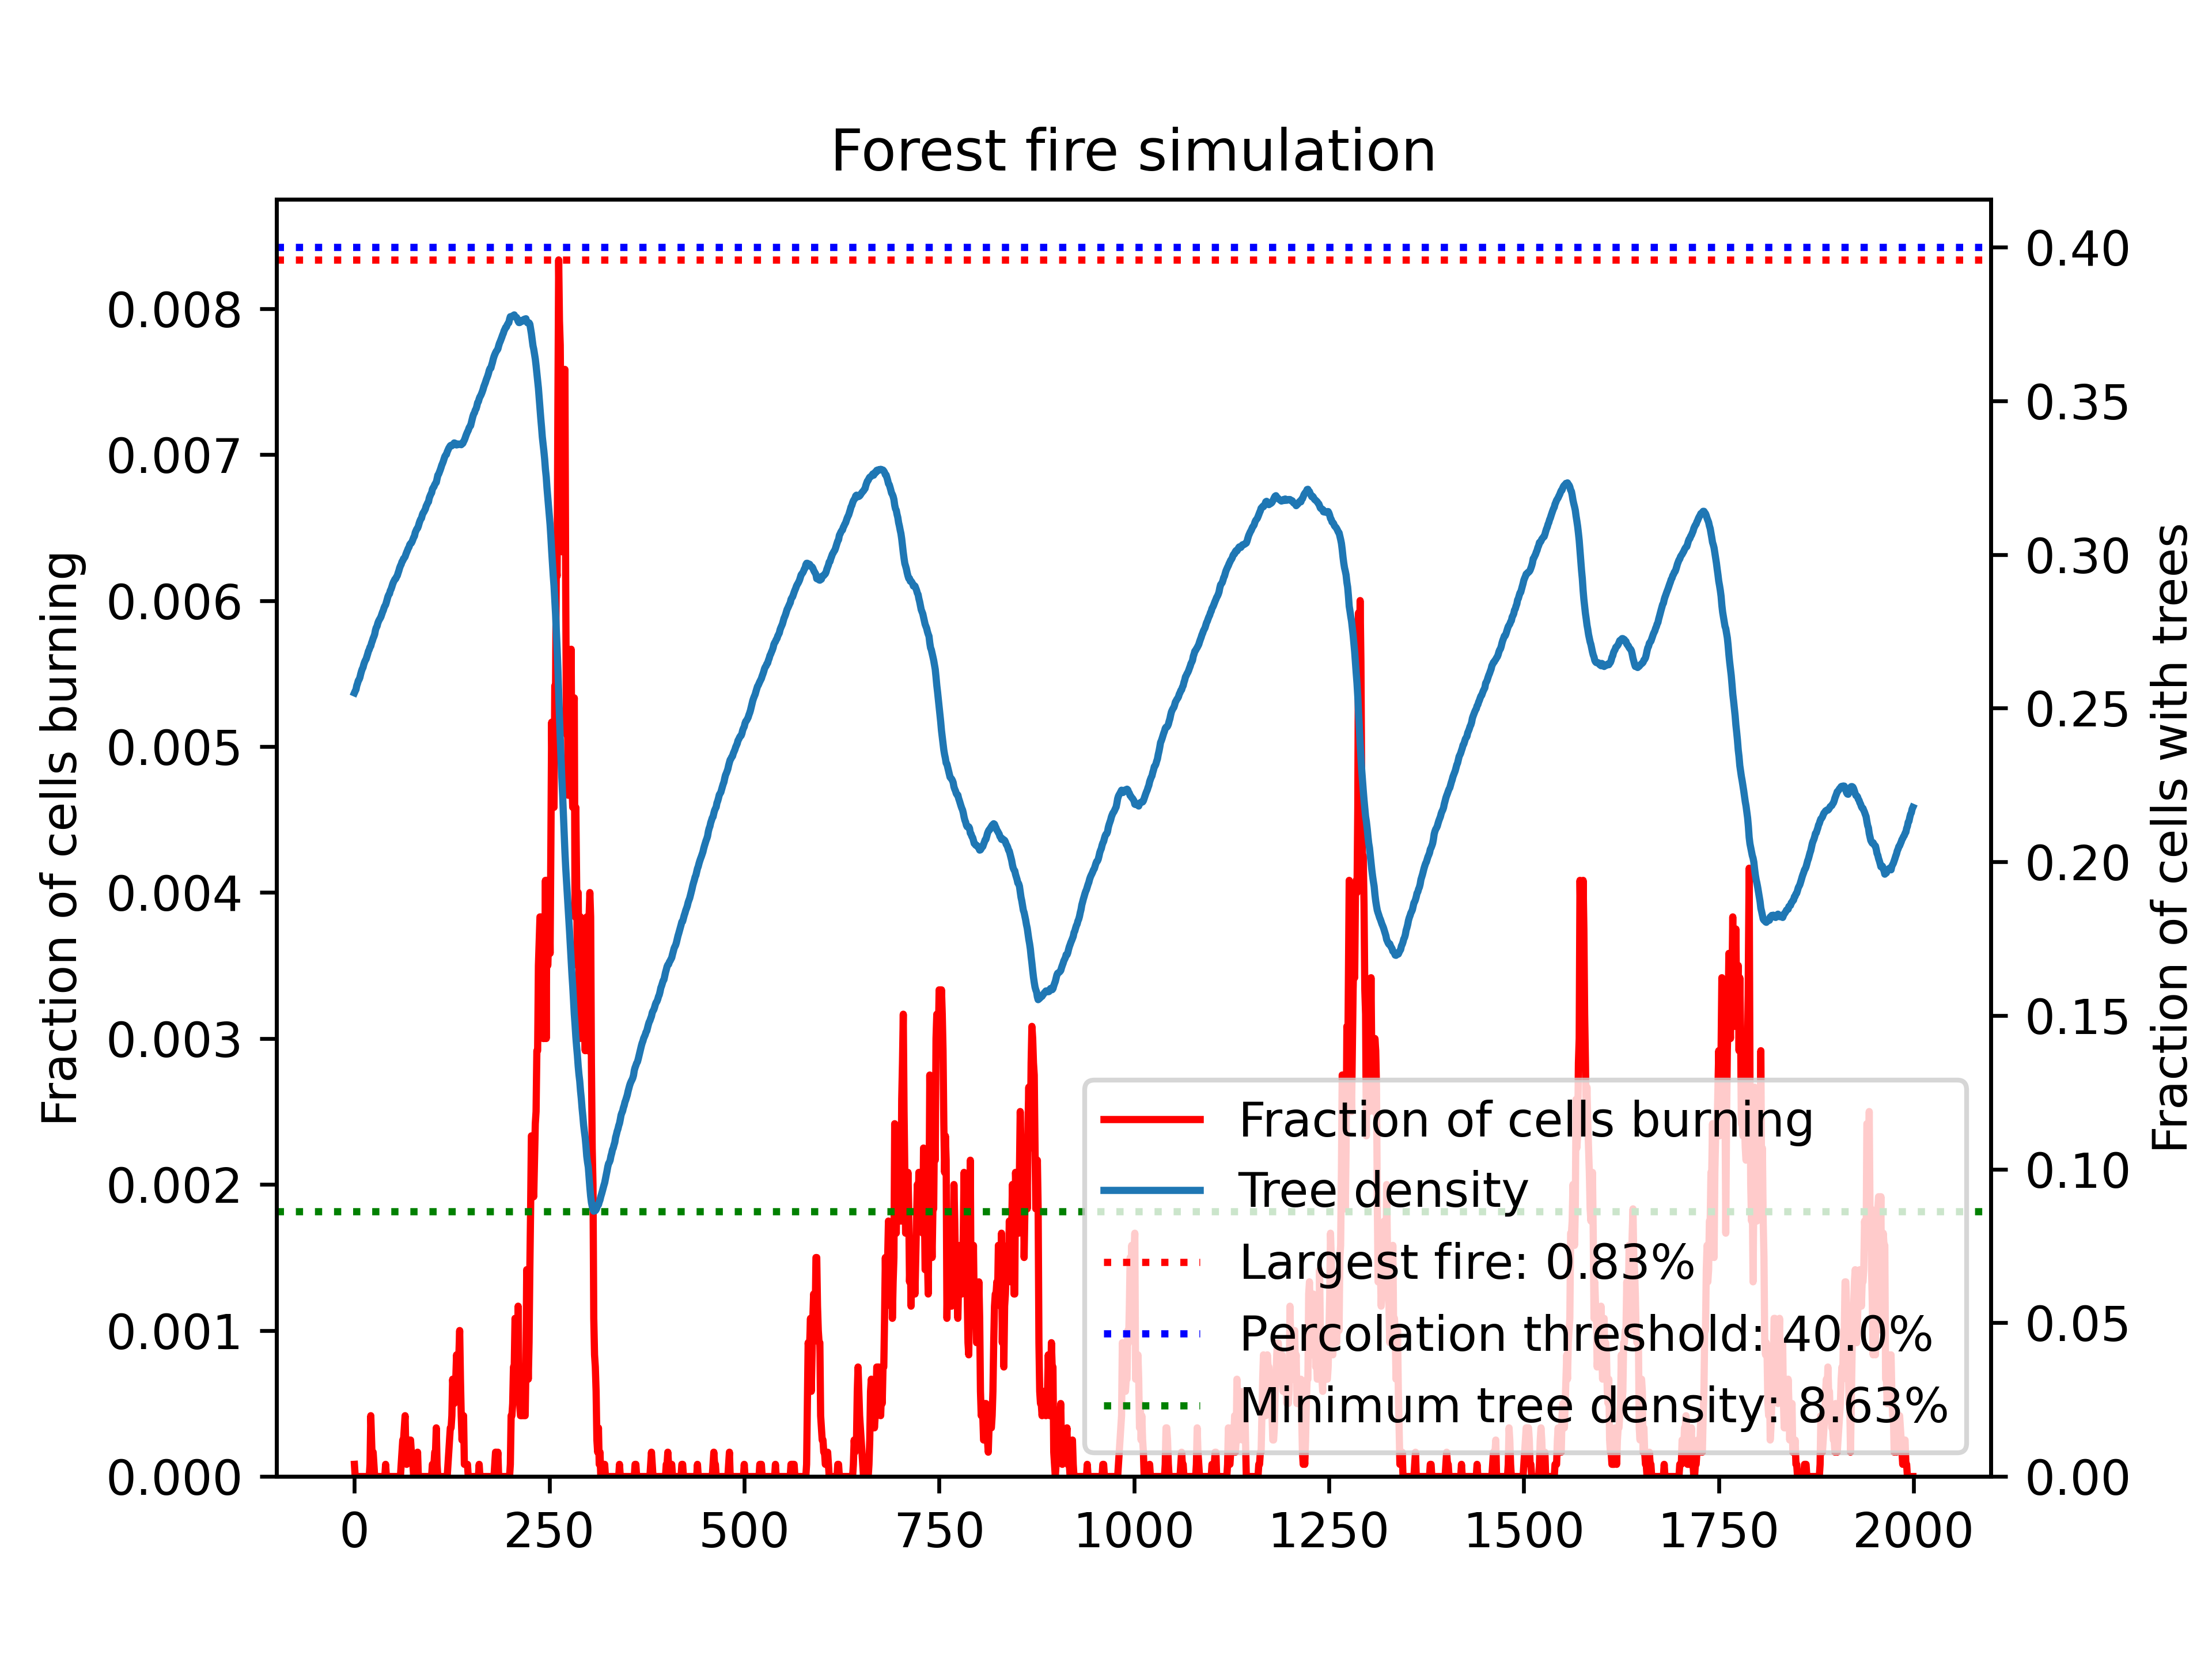 Forest fire simulation
0.008
0.007
0.006
0.005
0.004
0.003
0.002
0.001
0.000
Fraction of cells burning
0.40
0.35
0.30
0.25
0.20
0.15
0.10
0.05
0.00
Fraction of cells with trees
Fraction of cells burning
Tree density
Largest fire: 0.83%
Percolation threshold: 40.0%
Minimum tree density: 8.63%
0 250 500 750 1000 1250 1500 1750 2000